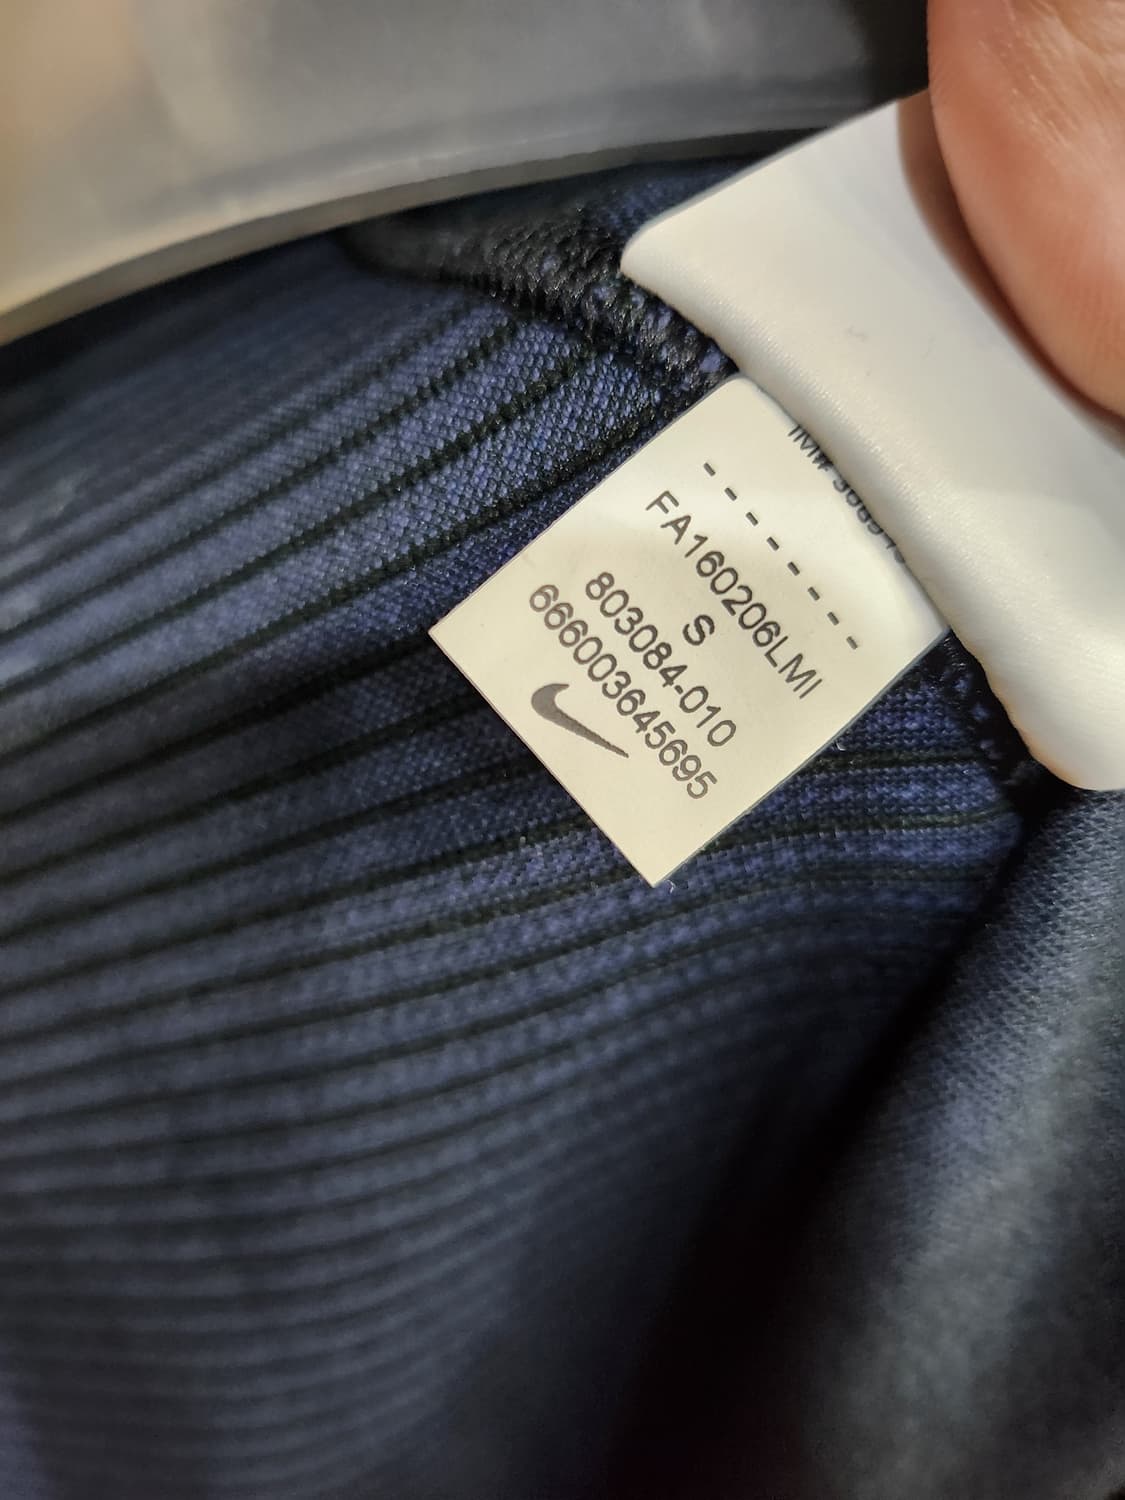 - - - - - - -
FA160206LMI
S
803084-010
666003645695